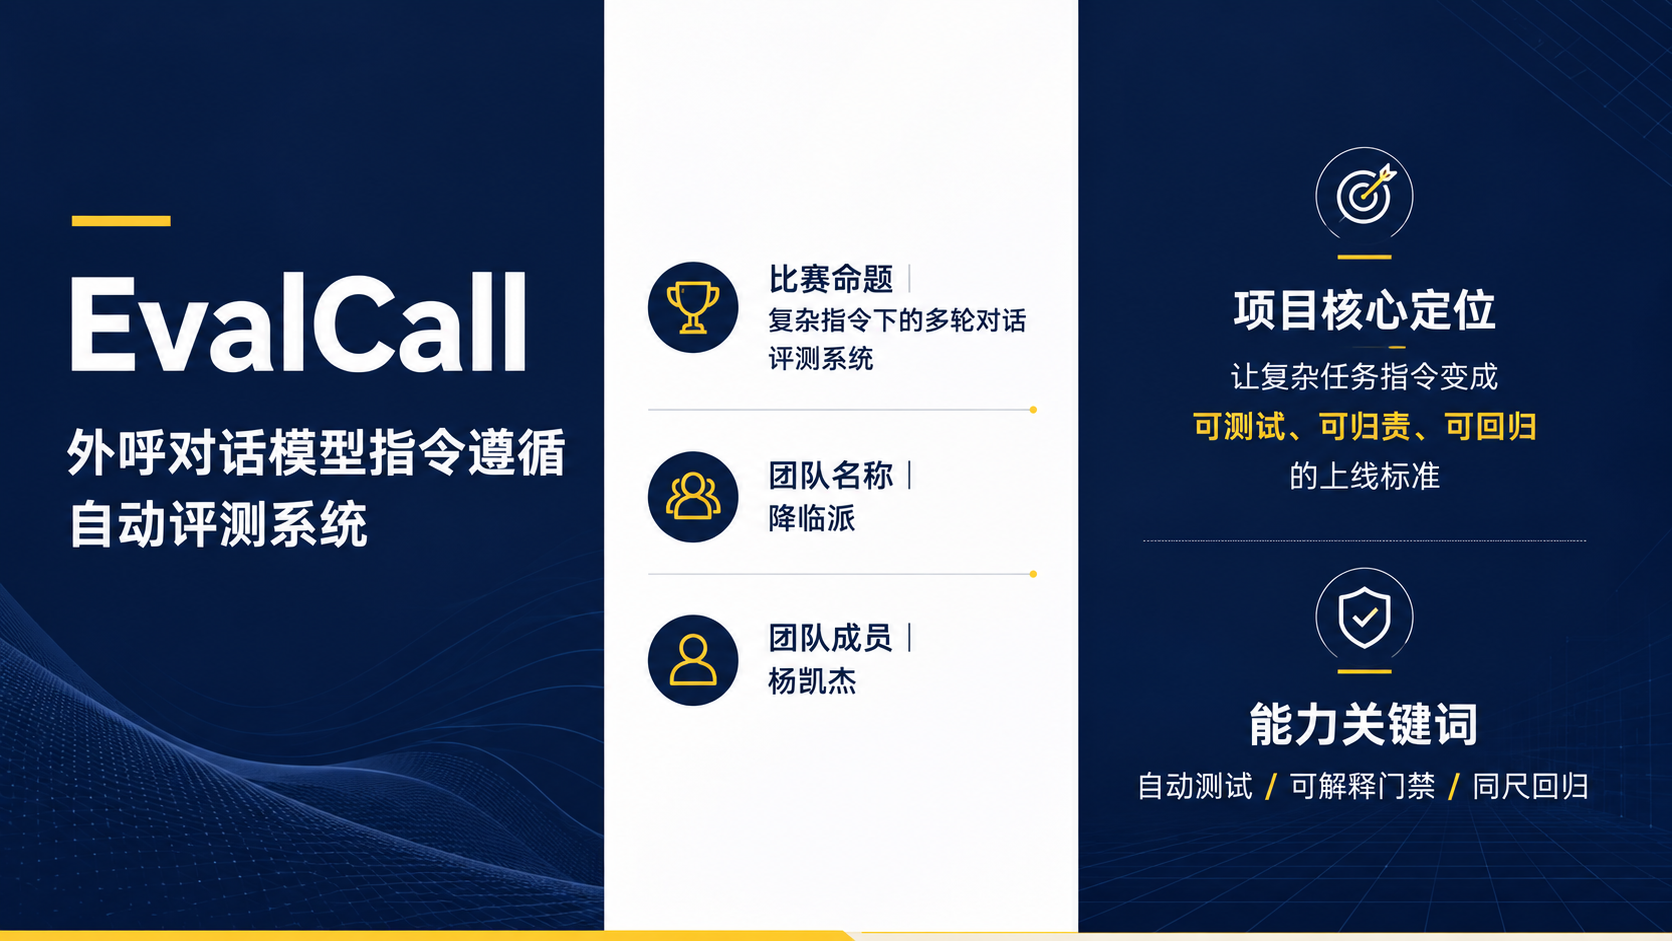 EvalCall
外呼对话模型指令遵循
自动评测系统
比赛命题｜
复杂指令下的多轮对话
评测系统
团队名称｜
降临派
团队成员｜
杨凯杰
项目核心定位
让复杂任务指令变成
可测试、可归责、可回归
的上线标准
能力关键词
自动测试 / 可解释门禁 / 同尺回归